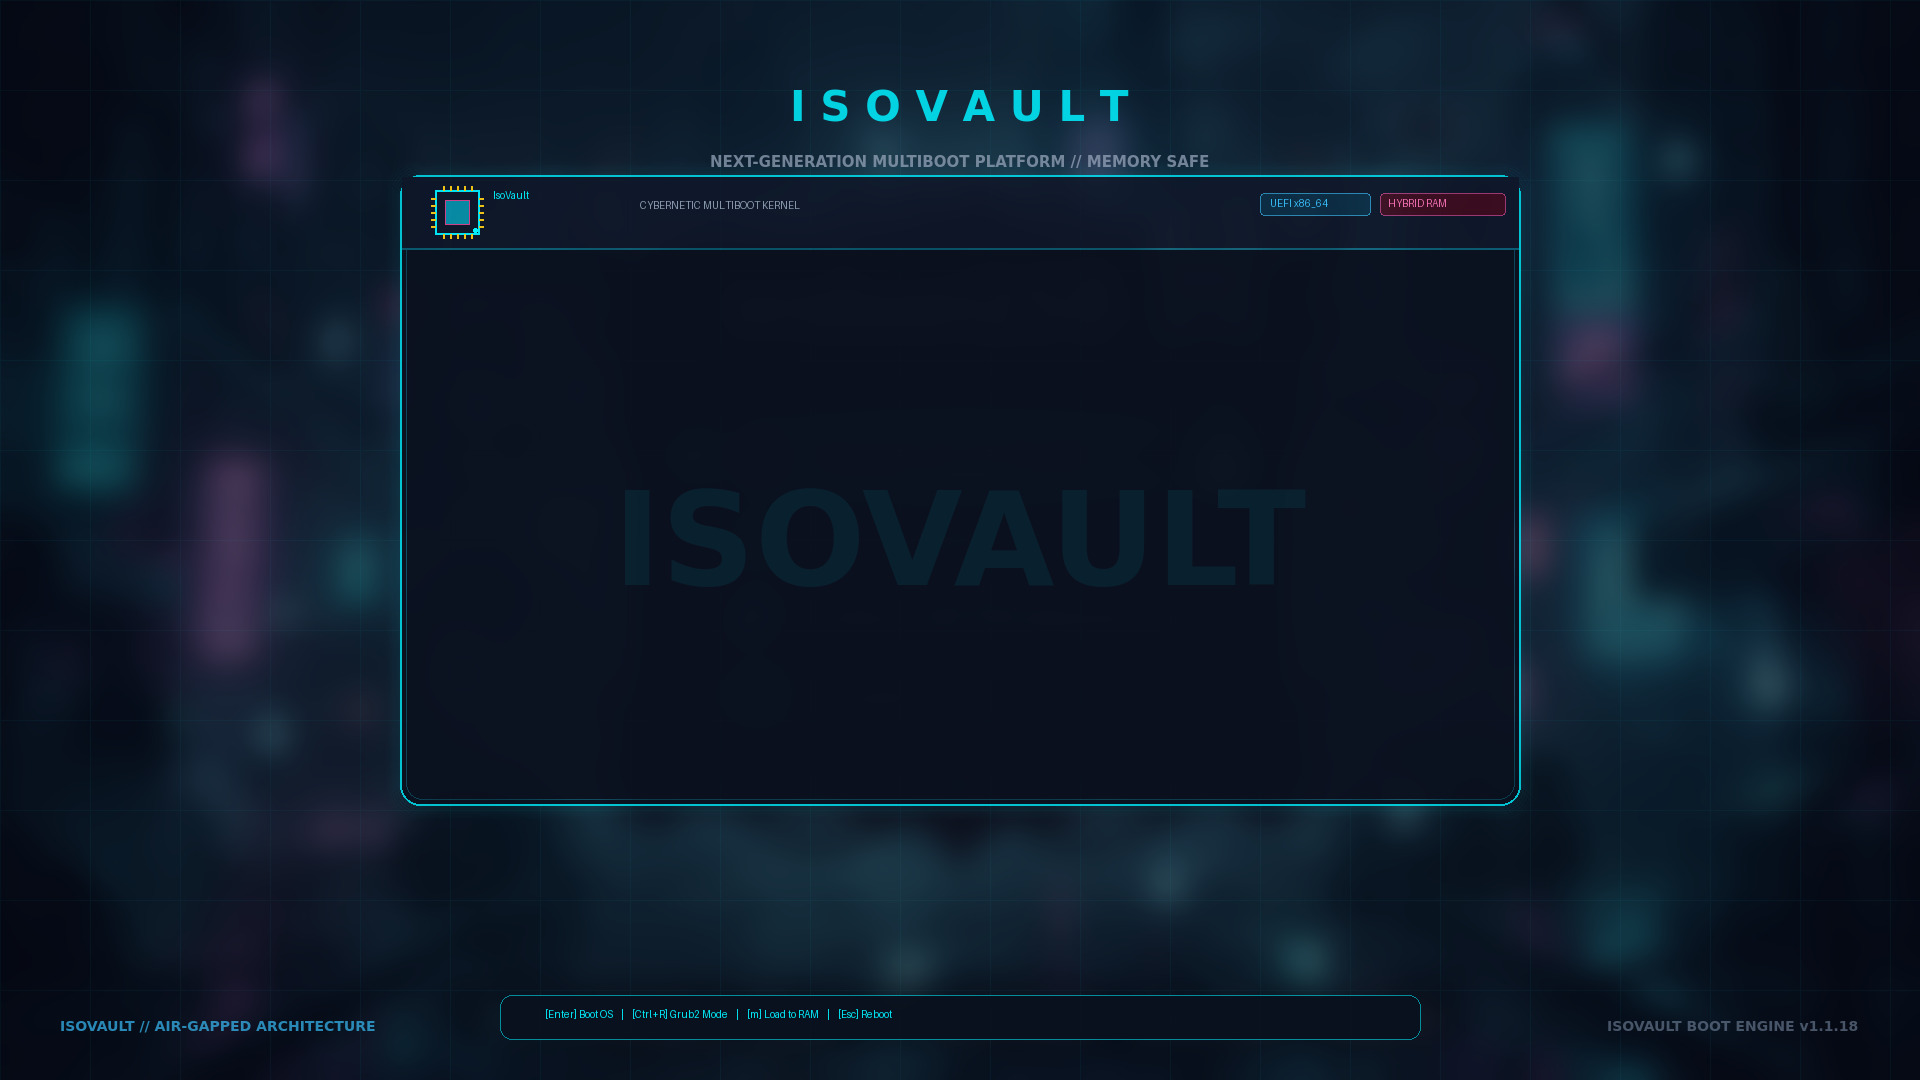 ISOVAULT
NEXT-GENERATION MULTIBOOT PLATFORM // MEMORY SAFE
IsoVault
CYBERNETIC MULTIBOOT KERNEL
UEFI x86_64
HYBRID RAM
ISOVAULT
[Enter] Boot OS | [Ctrl+R] Grub2 Mode | [m] Load to RAM | [Esc] Reboot
ISOVAULT // AIR-GAPPED ARCHITECTURE
ISOVAULT BOOT ENGINE v1.1.18